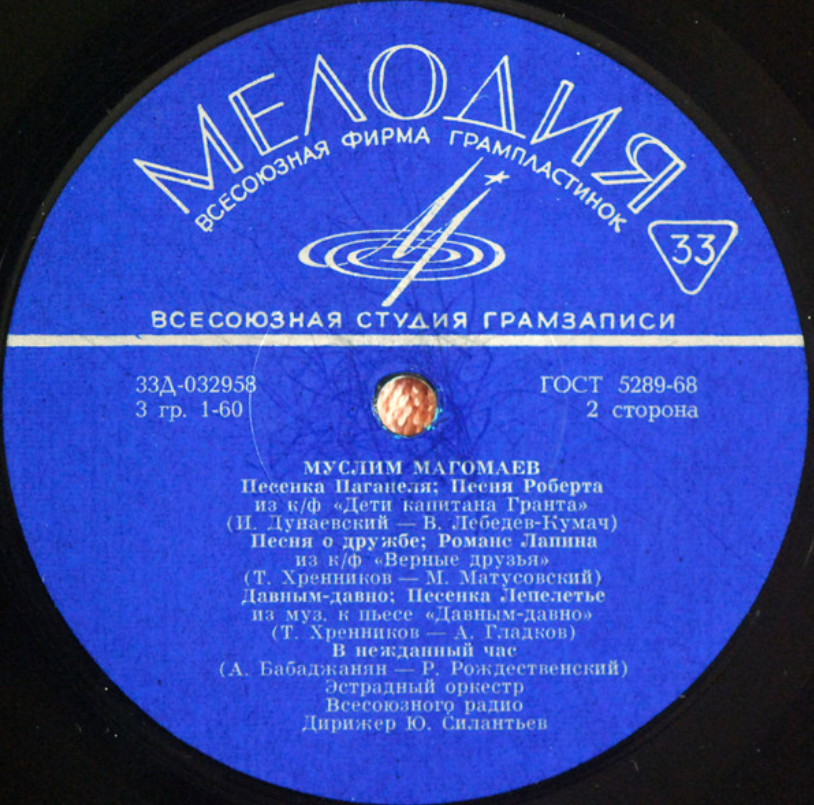 МЕЛОДИЯ
ВСЕСОЮЗНАЯ ФИРМА ГРАМПЛАСТИНОК
33
ВСЕСОЮЗНАЯ СТУДИЯ ГРАМЗАПИСИ
33Д-032958 ГОСТ 5289-68
3 гр. 1-60 2 сторона
МУСЛИМ МАГОМАЕВ
Песенка Паганеля; Песня Роберта
из к/ф «Дети капитана Гранта»
(И. Дунаевский — В. Лебедев-Кумач)
Песня о дружбе; Романс Лапина
из к/ф «Верные друзья»
(Т. Хренников — М. Матусовский)
Давным-давно; Песенка Лепелетье
из муз. к пьесе «Давным-давно»
(Т. Хренников — А. Гладков)
В нежданный час
(А. Бабаджанян — Р. Рождественский)
Эстрадный оркестр
Всесоюзного радио
Дирижер Ю. Силантьев